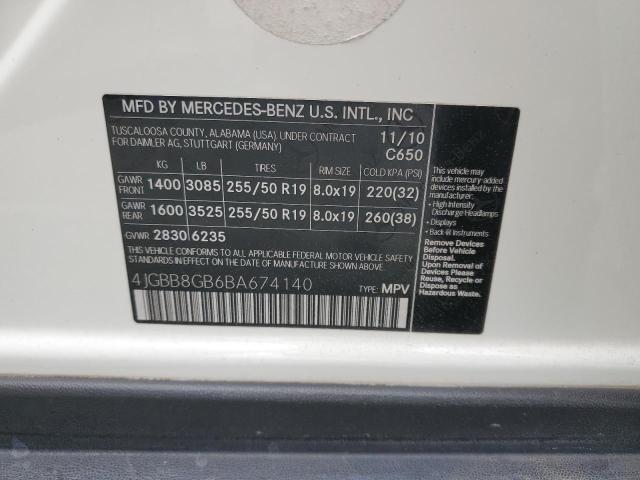 MFD BY MERCEDES-BENZ U.S. INTL., INC
TUSCALOOSA COUNTY, ALABAMA (USA). UNDER CONTRACT 11/10
FOR DAIMLER AG, STUTTGART (GERMANY) C650
KG LB TIRES RIM SIZE COLD KPA (PSI)
GAWR FRONT 1400 3085 255/50 R19 8.0x19 220(32)
GAWR REAR 1600 3525 255/50 R19 8.0x19 260(38)
GVWR 2830 6235
THIS VEHICLE CONFORMS TO ALL APPLICABLE FEDERAL MOTOR VEHICLE SAFETY
STANDARDS IN EFFECT ON THE DATE OF MANUFACTURE SHOWN ABOVE.
4JGBB8GB6BA674140 TYPE: MPV
This vehicle may
include mercury-added
devices installed by
the manufacturer:
- High Intensity
Discharge Headlamps
- Displays
- Back-lit Instruments
Remove Devices
Before Vehicle
Disposal.
Upon Removal of
Devices Please
Reuse, Recycle
or Dispose as
Hazardous Waste.